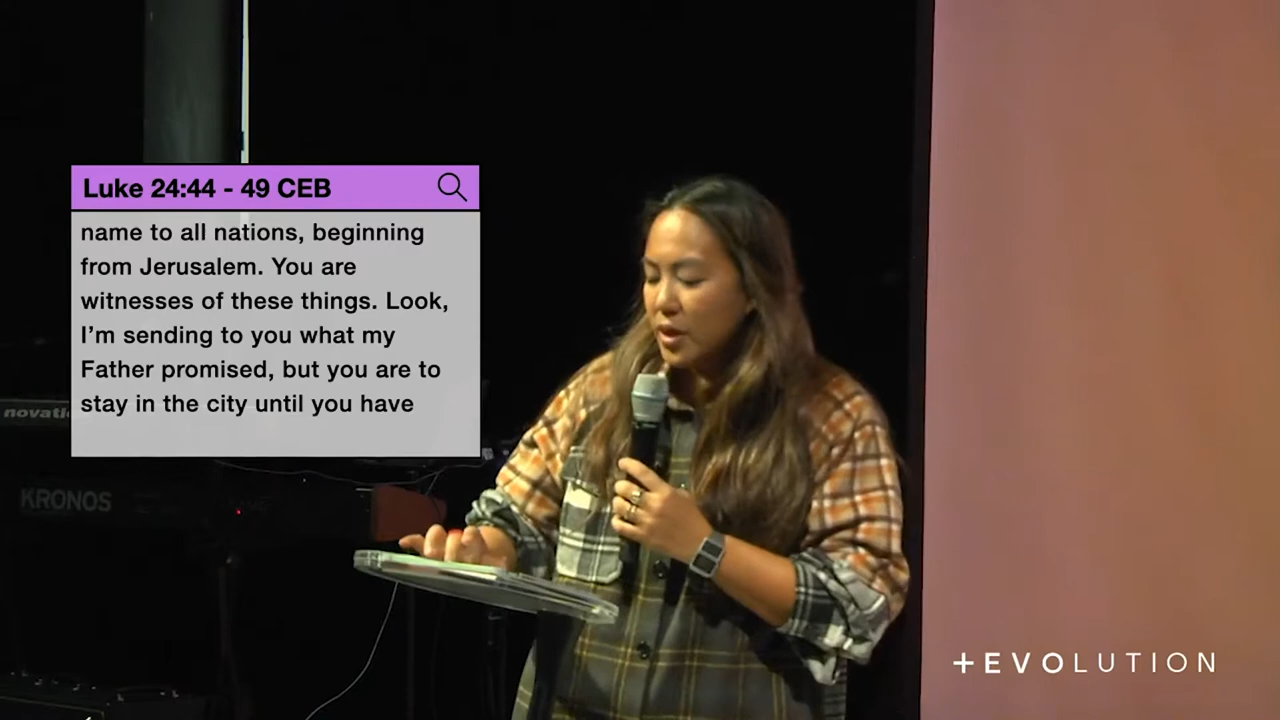 Luke 24:44 - 49 CEB
name to all nations, beginning
from Jerusalem. You are
witnesses of these things. Look,
I'm sending to you what my
Father promised, but you are to
stay in the city until you have
novati
KRONOS
+EVOLUTION